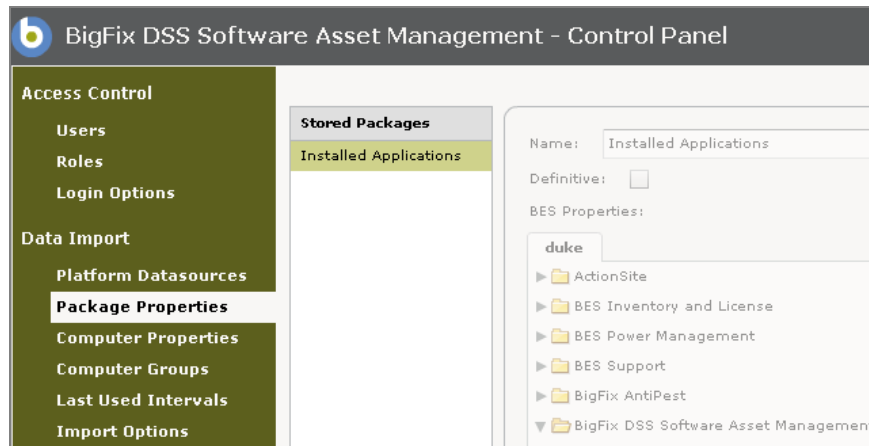 BigFix DSS Software Asset Management - Control Panel
Access Control
Users
Roles
Login Options
Data Import
Platform Datasources
Package Properties
Computer Properties
Computer Groups
Last Used Intervals
Import Options
Stored Packages
Installed Applications
Name: Installed Applications
Definitive:
BES Properties:
duke
ActionSite
BES Inventory and License
BES Power Management
BES Support
BigFix AntiPest
BigFix DSS Software Asset Managemen